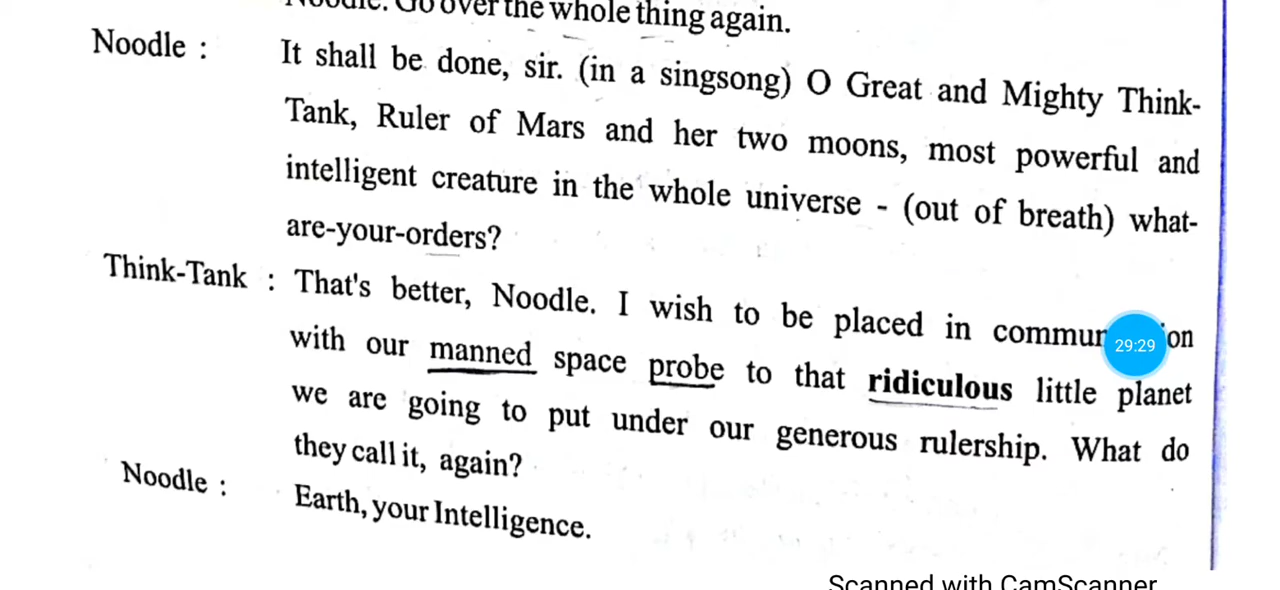 Go over the whole thing again.
Noodle : It shall be done, sir. (in a singsong) O Great and Mighty Think-
Tank, Ruler of Mars and her two moons, most powerful and
intelligent creature in the whole universe - (out of breath) what-
are-your-orders?
Think-Tank : That's better, Noodle. I wish to be placed in
with our manned space probe to that ridiculous little planet
we are going to put under our generous rulership. What do
they call it, again?
Noodle : Earth, your Intelligence.
29:29
Scanned with CamScanner